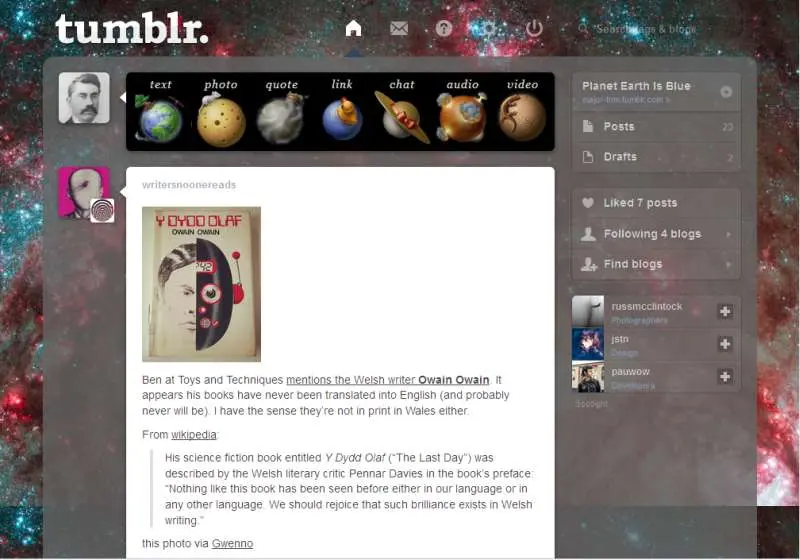 tumblr.
Search tags & blogs
text photo quote link chat audio video
writersnoonereads
Y DYDD OLAF
OWAIN OWAIN
942
Ben at Toys and Techniques mentions the Welsh writer Owain Owain. It
appears his books have never been translated into English (and probably
never will be). I have the sense they're not in print in Wales either.
From wikipedia:
His science fiction book entitled Y Dydd Olaf ("The Last Day") was
described by the Welsh literary critic Pennar Davies in the book's preface:
"Nothing like this book has been seen before either in our language or in
any other language. We should rejoice that such brilliance exists in Welsh
writing."
this photo via Gwenno
Planet Earth Is Blue
major-tom.tumblr.com
Posts 23
Drafts 2
Liked 7 posts
Following 4 blogs
Find blogs
russmcclintock
Photographers
jstn
Design
pauwow
Developers
Spotlight